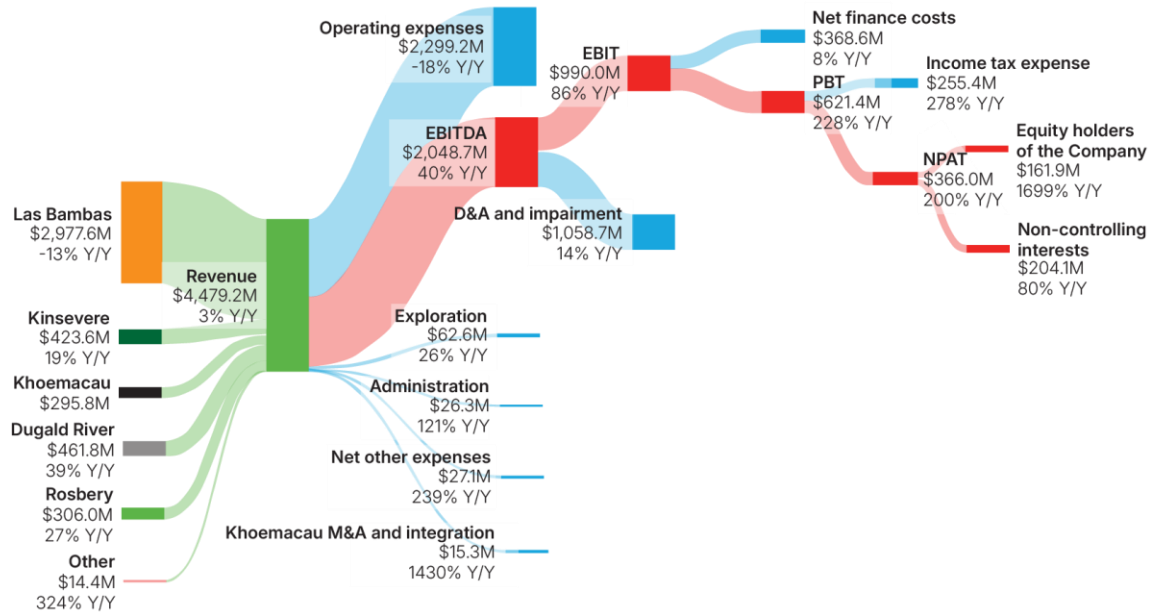 Las Bambas
$2,977.6M
-13% Y/Y
Kinsevere
$423.6M
19% Y/Y
Khoemacau
$295.8M
Dugald River
$461.8M
39% Y/Y
Rosbery
$306.0M
27% Y/Y
Other
$14.4M
324% Y/Y
Revenue
$4,479.2M
3% Y/Y
Operating expenses
$2,299.2M
-18% Y/Y
EBITDA
$2,048.7M
40% Y/Y
Exploration
$62.6M
26% Y/Y
Administration
$26.3M
121% Y/Y
Net other expenses
$27.1M
239% Y/Y
Khoemacau M&A and integration
$15.3M
1430% Y/Y
EBIT
$990.0M
86% Y/Y
D&A and impairment
$1,058.7M
14% Y/Y
Net finance costs
$368.6M
8% Y/Y
PBT
$621.4M
228% Y/Y
Income tax expense
$255.4M
278% Y/Y
NPAT
$366.0M
200% Y/Y
Equity holders
of the Company
$161.9M
1699% Y/Y
Non-controlling
interests
$204.1M
80% Y/Y